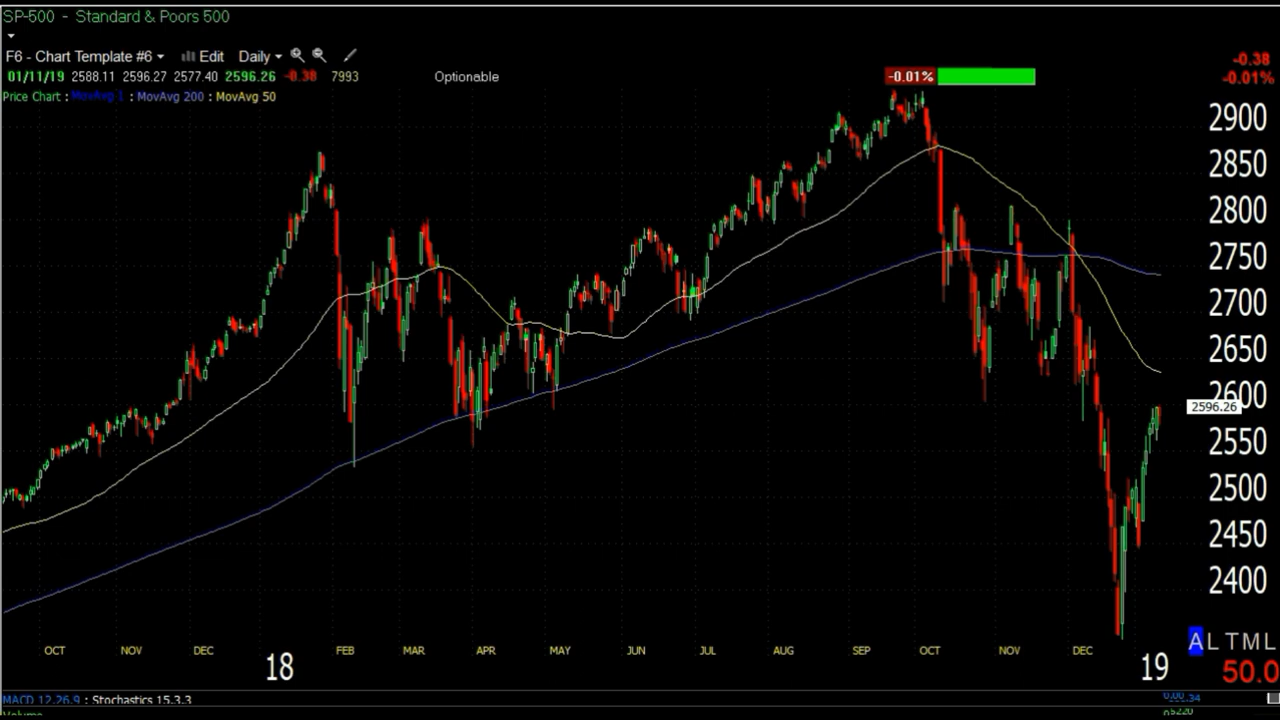 SP-500 - Standard & Poors 500
F6 - Chart Template #6 Edit Daily
01/11/19 2588.11 2596.27 2577.40 2596.26 -0.38 7993 Optionable -0.01% -0.38
-0.01%
Price Chart : MovAvg 1 : MovAvg 200 : MovAvg 50
2900
2850
2800
2750
2700
2650
2600
2596.26
2550
2500
2450
2400
A L T M L
OCT NOV DEC FEB MAR APR MAY JUN JUL AUG SEP OCT NOV DEC
18 19 50.0
MACD 12.26.9 : Stochastics 15.3.3
Volume